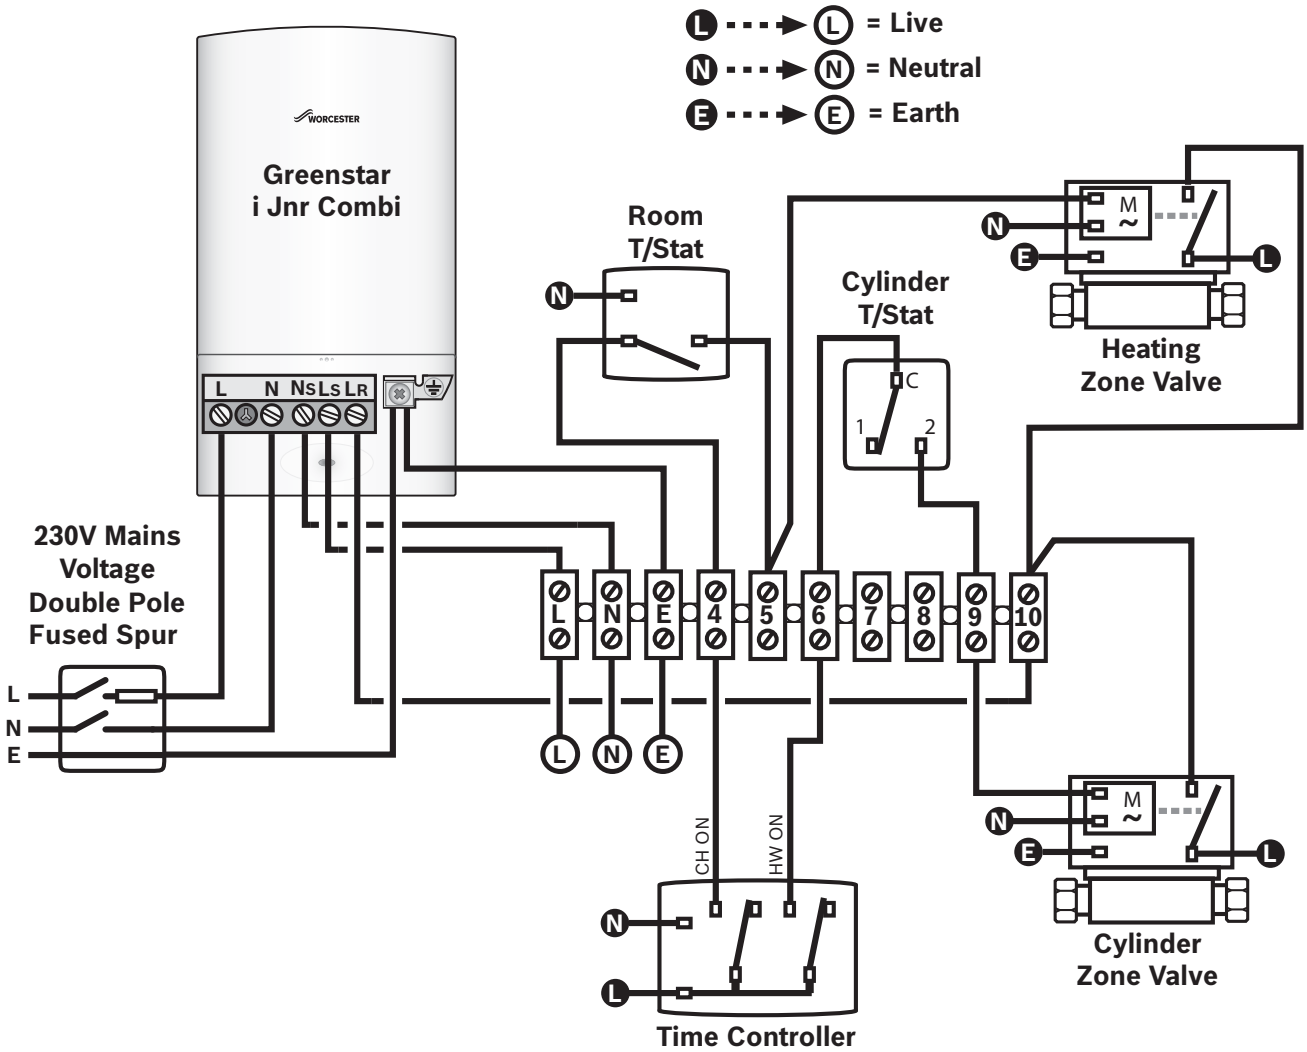 L = Live
L
N = Neutral
N
E = Earth
E
WORCESTER
Greenstar
i Jnr Combi
L N NS LS LR
Room
T/Stat
N
Cylinder
T/Stat
C
1 2
M
~
N
E
L
Heating
Zone Valve
230V Mains
Voltage
Double Pole
Fused Spur
L
N
E
L N E 4 5 6 7 8 9 10
L N E
CH ON
HW ON
N
L
Time Controller
M
~
N
E
L
Cylinder
Zone Valve